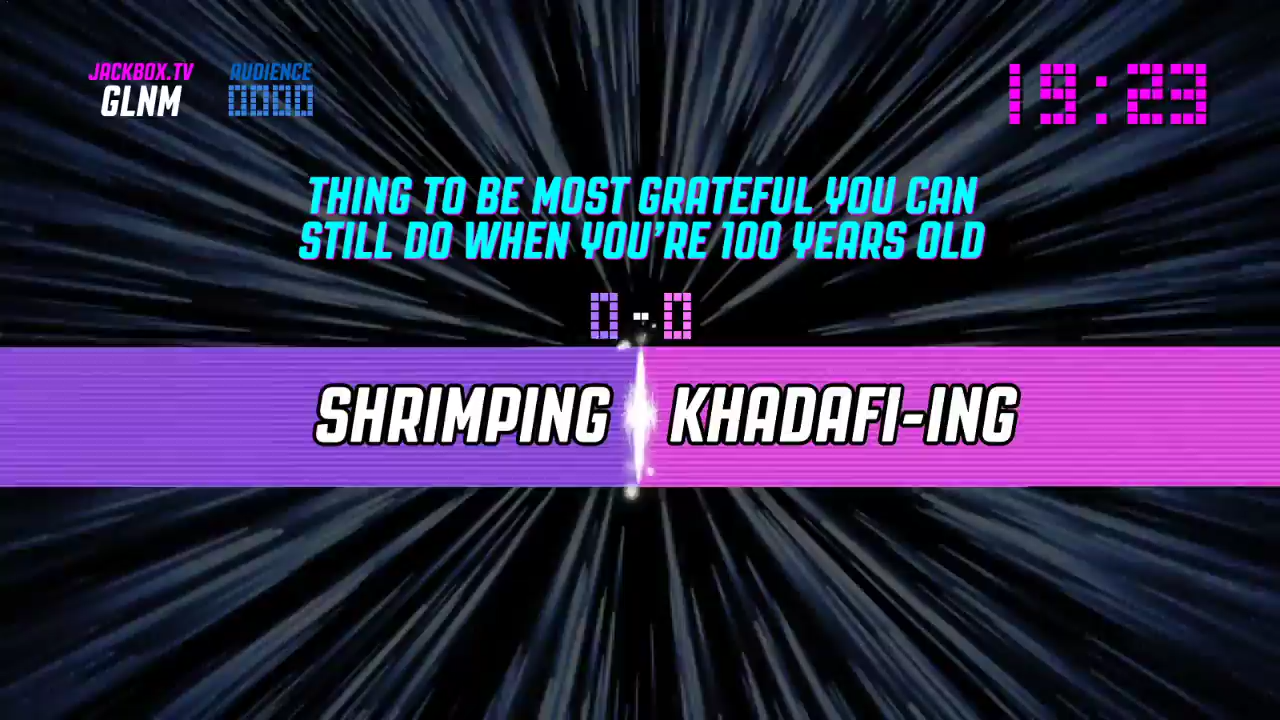 JACKBOX.TV
GLNM
AUDIENCE
0000
19:23
THING TO BE MOST GRATEFUL YOU CAN
STILL DO WHEN YOU'RE 100 YEARS OLD
0-0
SHRIMPING
KHADAFI-ING